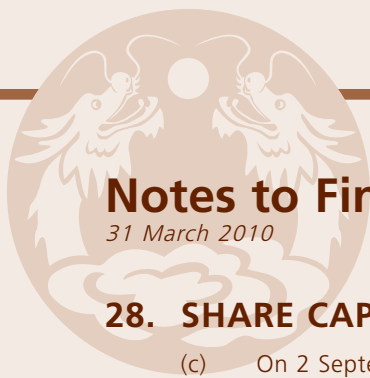 Notes to Fin
31 March 2010
28. SHARE CAP
(c) On 2 Septe